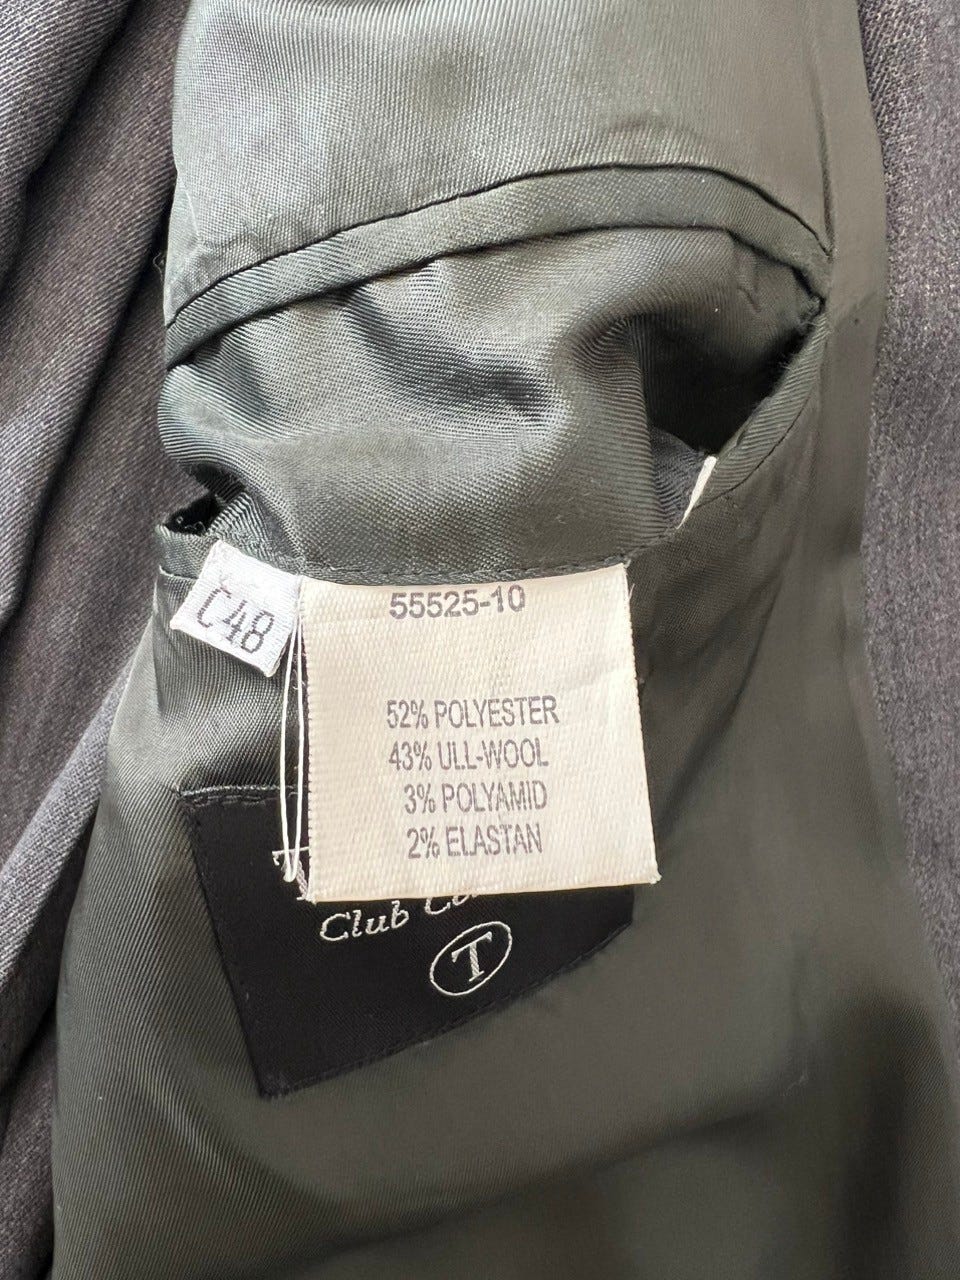 C48
55525-10
52% POLYESTER
43% ULL-WOOL
3% POLYAMID
2% ELASTAN
Club
T